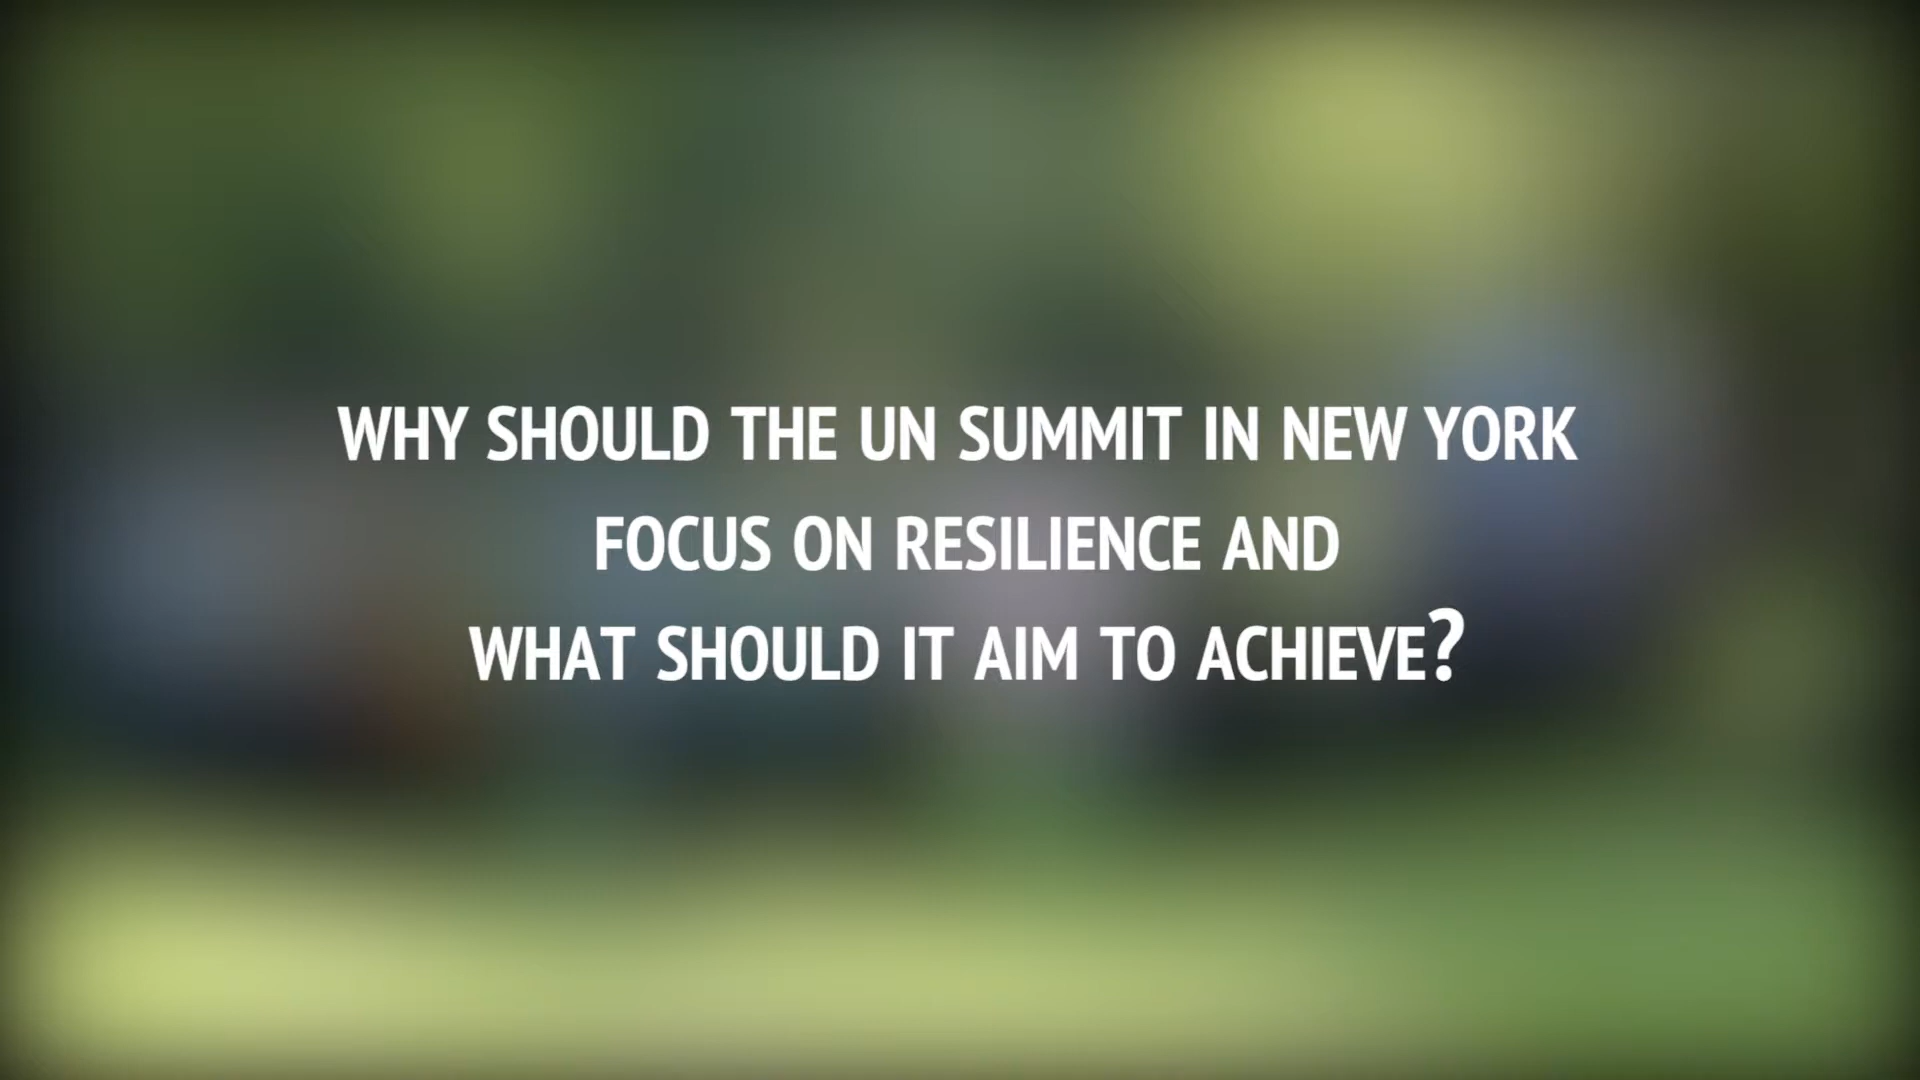 WHY SHOULD THE UN SUMMIT IN NEW YORK
FOCUS ON RESILIENCE AND
WHAT SHOULD IT AIM TO ACHIEVE?